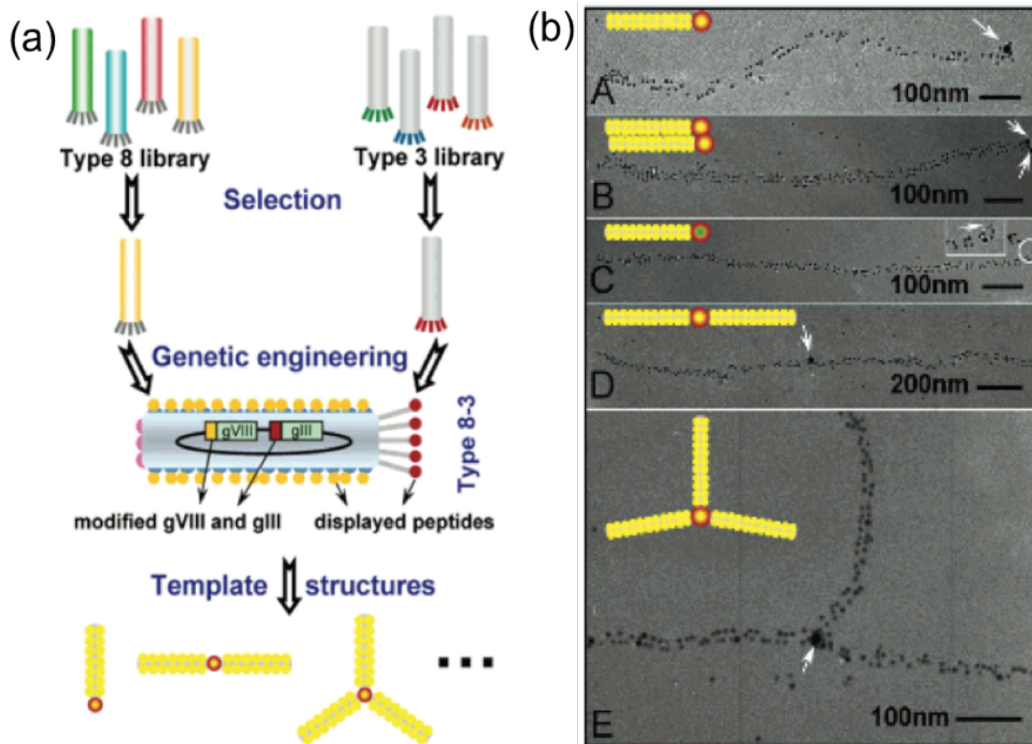 (a)
Type 8 library
Type 3 library
Selection
Genetic engineering
gVIII
gIII
Type 8-3
modified gVIII and gIII
displayed peptides
Template structures
(b)
A
100nm
B
100nm
C
100nm
D
200nm
E
100nm